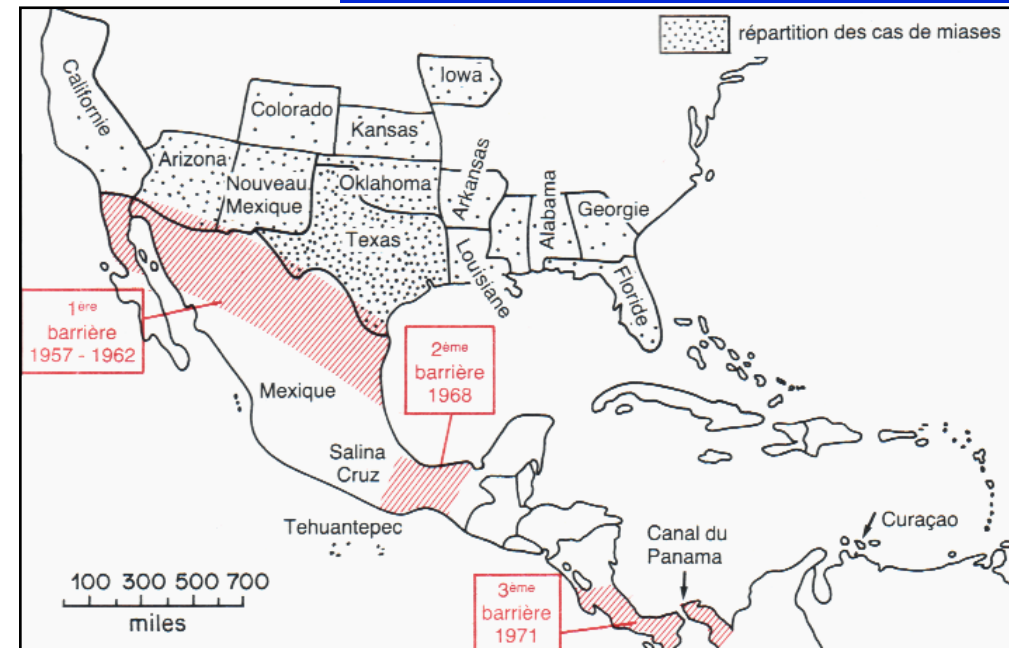 répartition des cas de miases
Californie
Iowa
Colorado
Kansas
Arizona
Nouveau
Mexique
Oklahoma
Arkansas
Alabama
Georgie
Texas
Louisiane
Floride
1ère
barrière
1957 - 1962
2ème
barrière
1968
Mexique
Salina
Cruz
Tehuantepec
Canal du
Panama
Curaçao
100 300 500 700
miles
3ème
barrière
1971